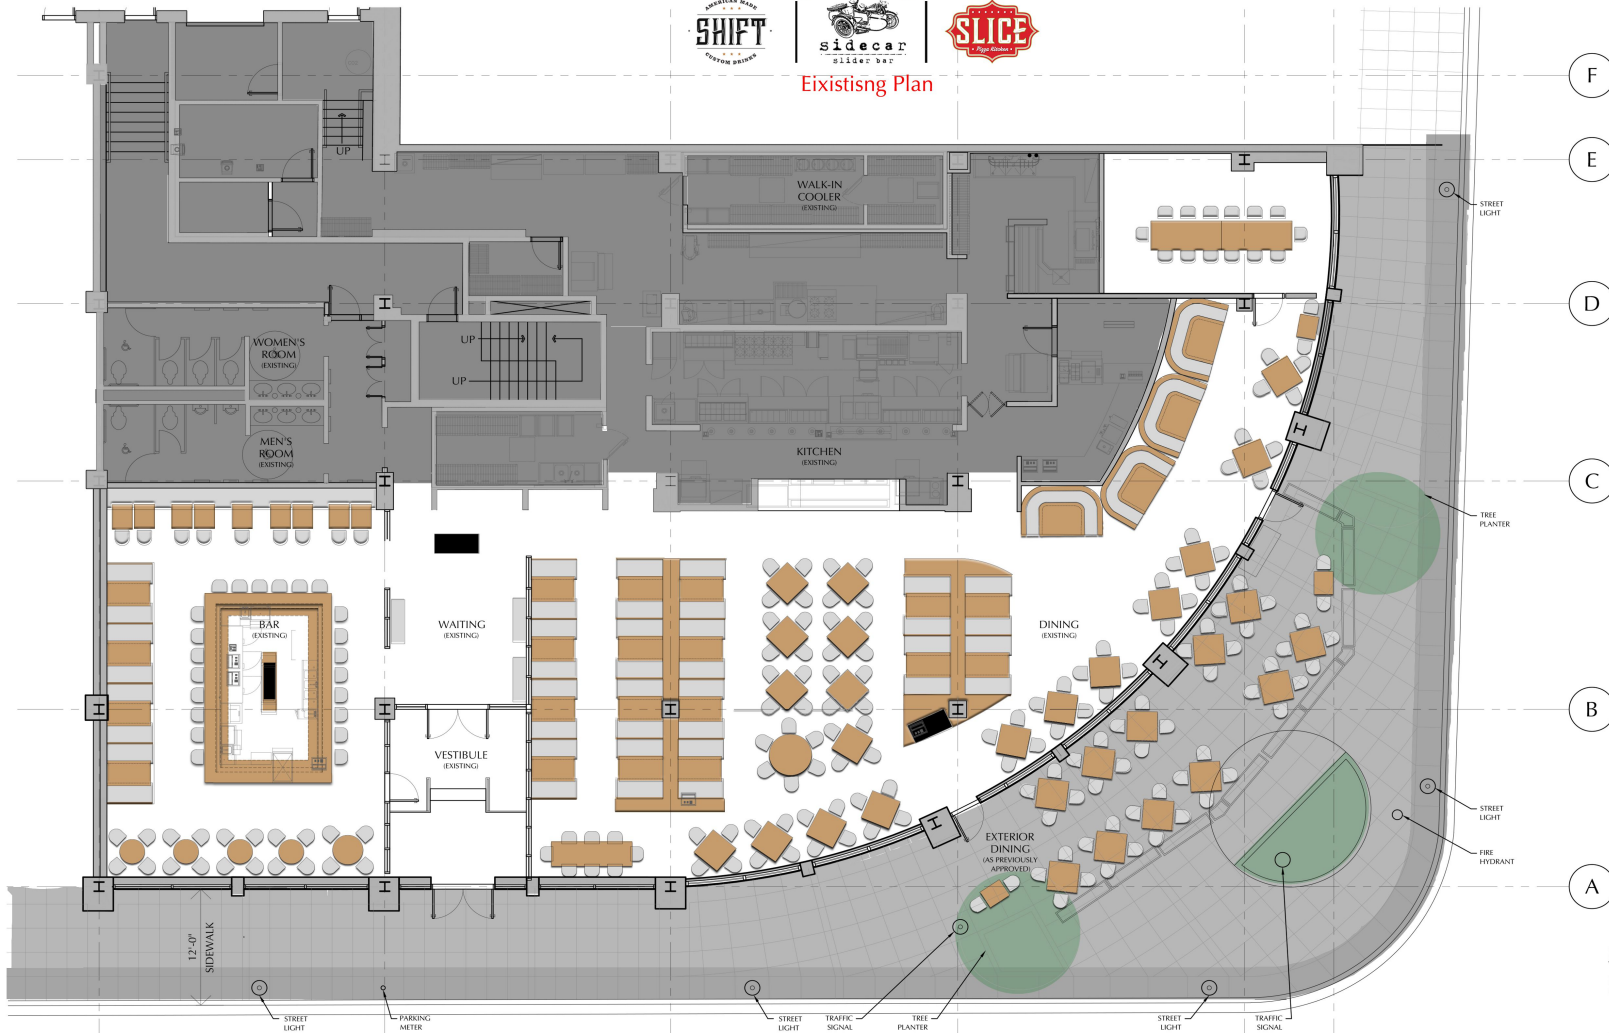 AMERICAN MADE
SHIFT
CUSTOM DRINKS
sidecar
slider bar
SLICE
Pizza Kitchen
Eixistisng Plan
F
E
D
C
B
A
UP
WALK-IN
COOLER
(EXISTING)
STREET
LIGHT
WOMEN'S
ROOM
(EXISTING)
UP
UP
MEN'S
ROOM
(EXISTING)
KITCHEN
(EXISTING)
TREE
PLANTER
BAR
(EXISTING)
WAITING
(EXISTING)
DINING
(EXISTING)
VESTIBULE
(EXISTING)
STREET
LIGHT
EXTERIOR
DINING
(AS PREVIOUSLY
APPROVED)
FIRE
HYDRANT
12'-0"
SIDEWALK
STREET
LIGHT
PARKING
METER
STREET
LIGHT
TRAFFIC
SIGNAL
TREE
PLANTER
STREET
LIGHT
TRAFFIC
SIGNAL